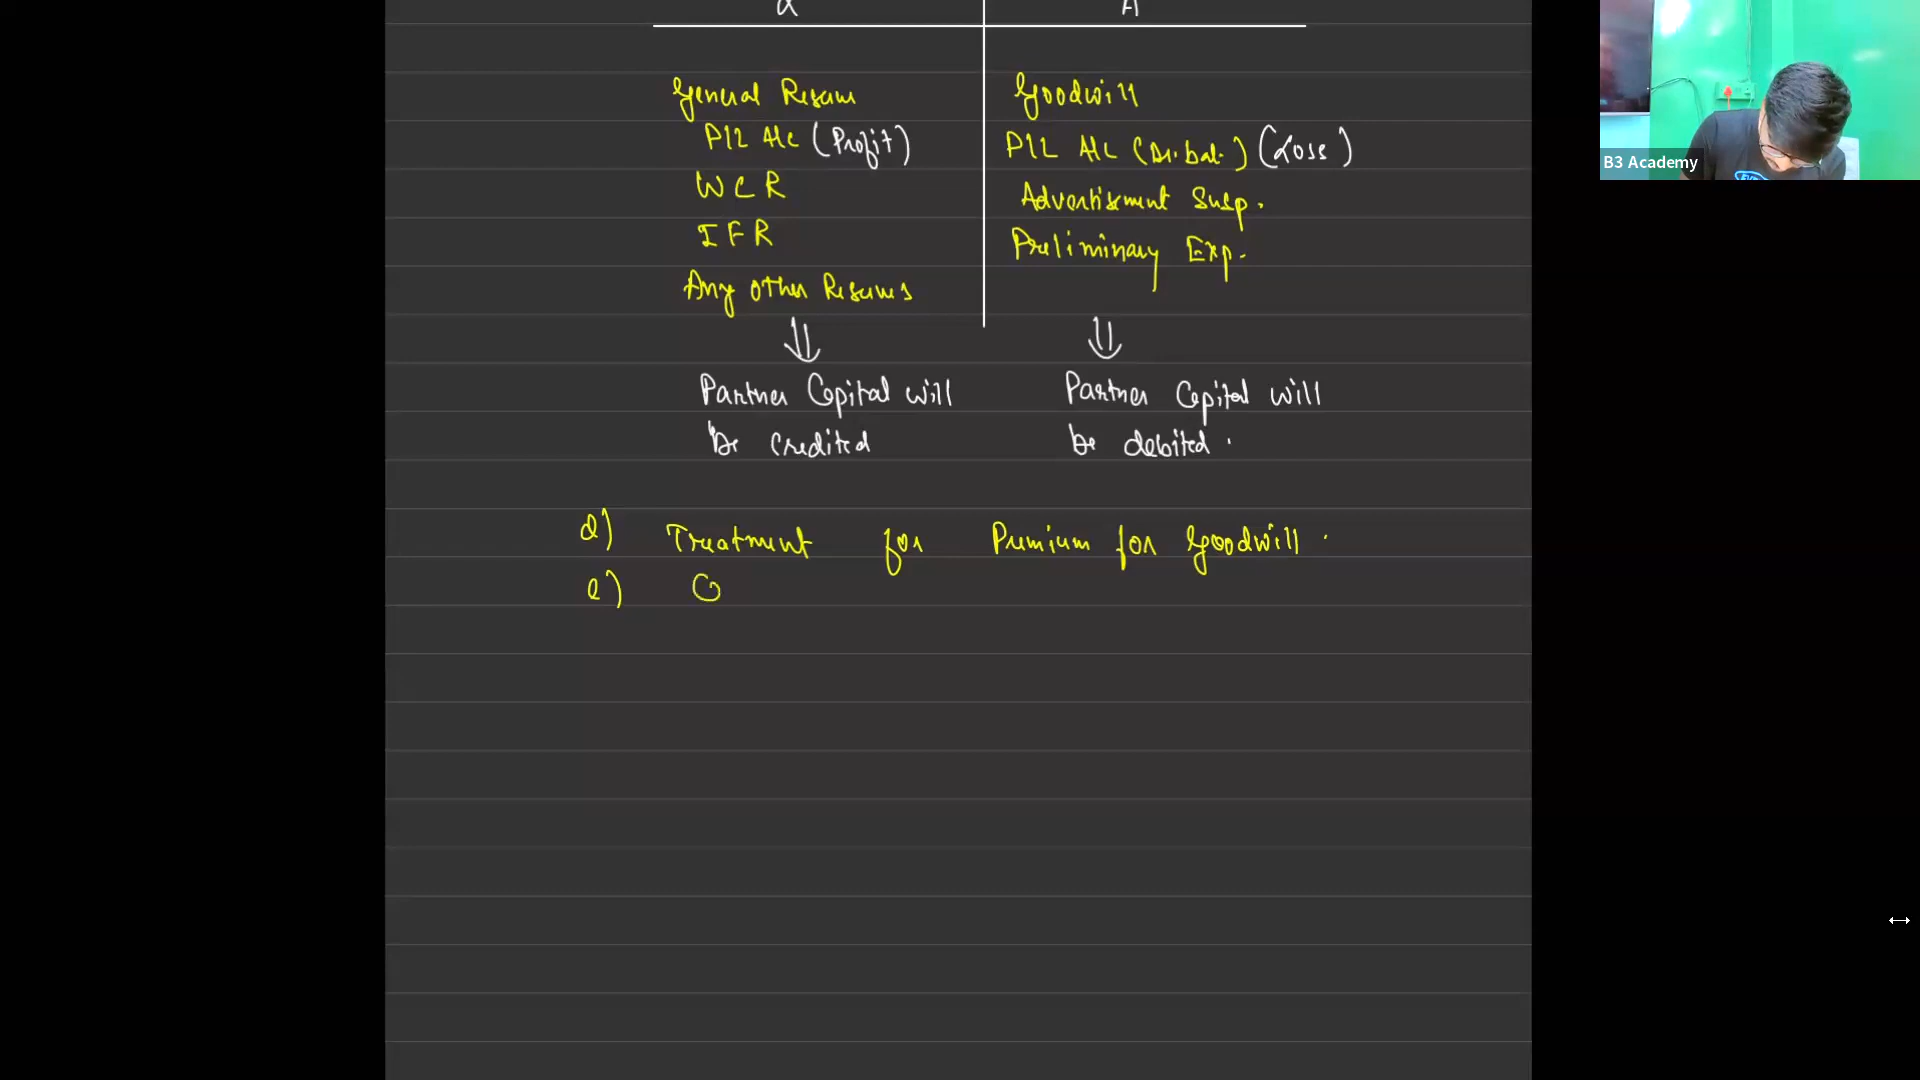 L A
General Reserve Goodwill
P/L A/c (Profit) P/L A/c (Dr. bal.) (Loss)
WCR Advertisment Susp.
IFR Preliminary Exp.
Any other Reserves
Partner Capital will Partner Capital will
be credited be debited.
d) Treatment for Premium for Goodwill.
e) C
B3 Academy